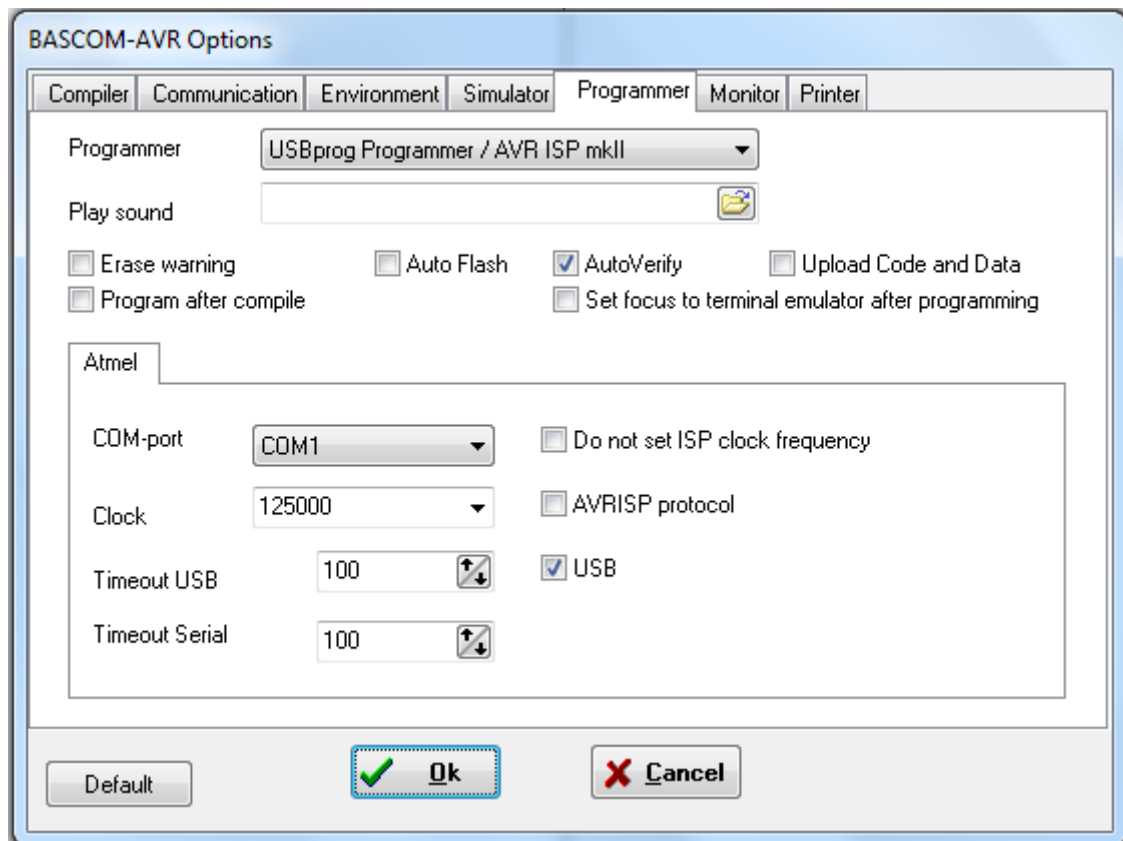 BASCOM-AVR Options
Compiler Communication Environment Simulator Programmer Monitor Printer
Programmer USBprog Programmer / AVR ISP mkII
Play sound
Erase warning Auto Flash AutoVerify Upload Code and Data
Program after compile Set focus to terminal emulator after programming
Atmel
COM-port COM1 Do not set ISP clock frequency
Clock 125000 AVRISP protocol
Timeout USB 100 USB
Timeout Serial 100
Default Ok Cancel